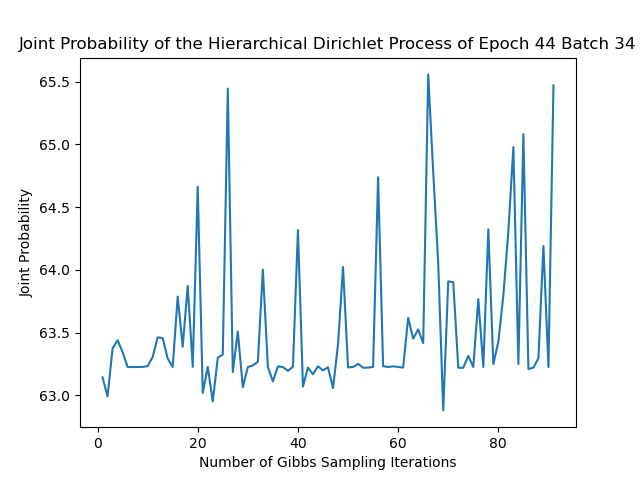 Joint Probability of the Hierarchical Dirichlet Process of Epoch 44 Batch 34
65.5
65.0
64.5
64.0
63.5
63.0
Joint Probability
0 20 40 60 80
Number of Gibbs Sampling Iterations